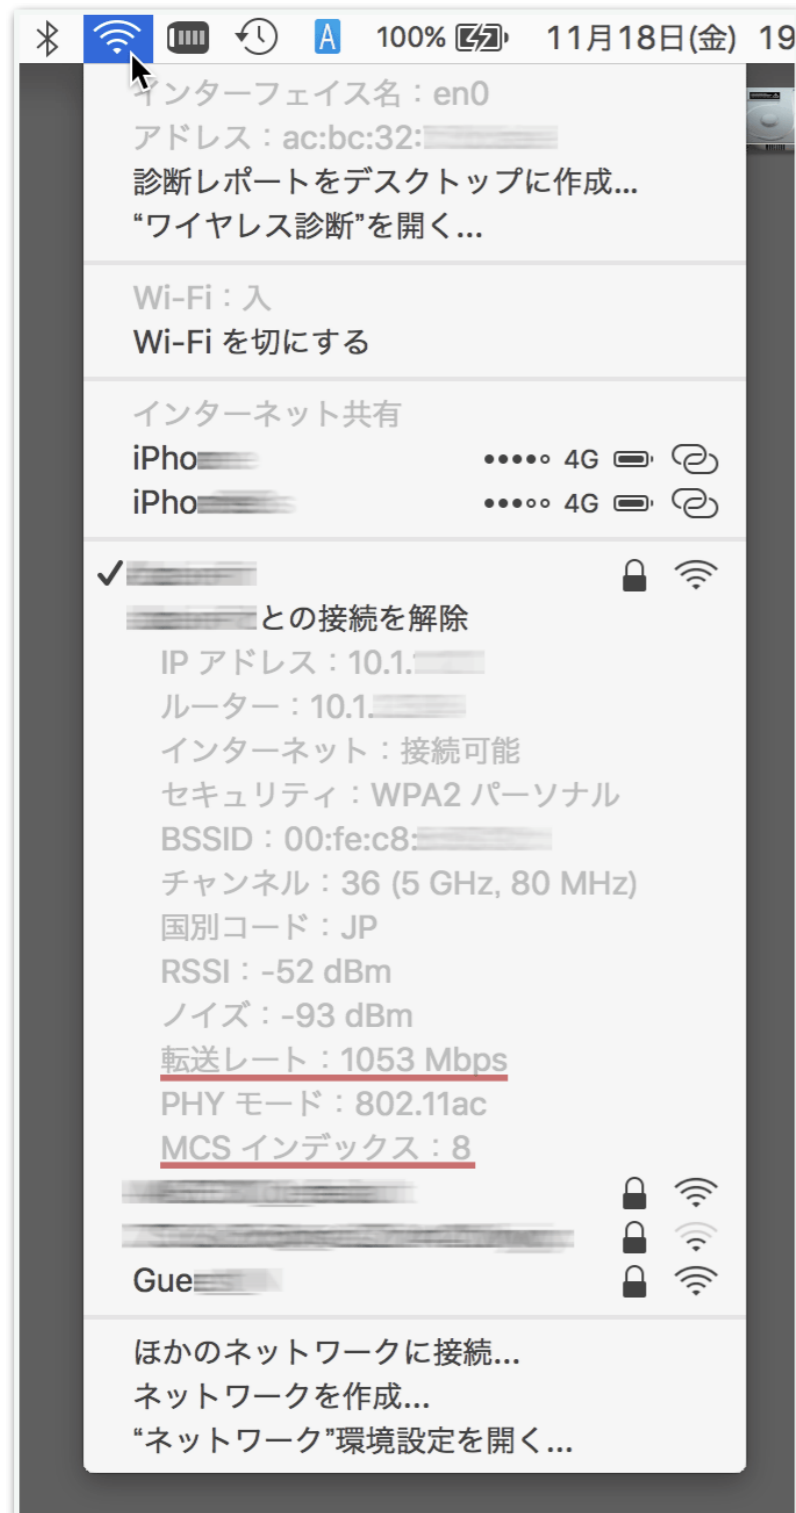 A 100% 11月18日(金) 19
インターフェイス名：en0
アドレス：ac:bc:32:
診断レポートをデスクトップに作成...
“ワイヤレス診断”を開く...
Wi-Fi：入
Wi-Fi を切にする
インターネット共有
iPho 4G
iPho 4G
との接続を解除
IP アドレス：10.1.
ルーター：10.1.
インターネット：接続可能
セキュリティ：WPA2 パーソナル
BSSID：00:fe:c8:
チャンネル：36 (5 GHz, 80 MHz)
国別コード：JP
RSSI：-52 dBm
ノイズ：-93 dBm
転送レート：1053 Mbps
PHY モード：802.11ac
MCS インデックス：8
Gue
ほかのネットワークに接続...
ネットワークを作成...
“ネットワーク”環境設定を開く...